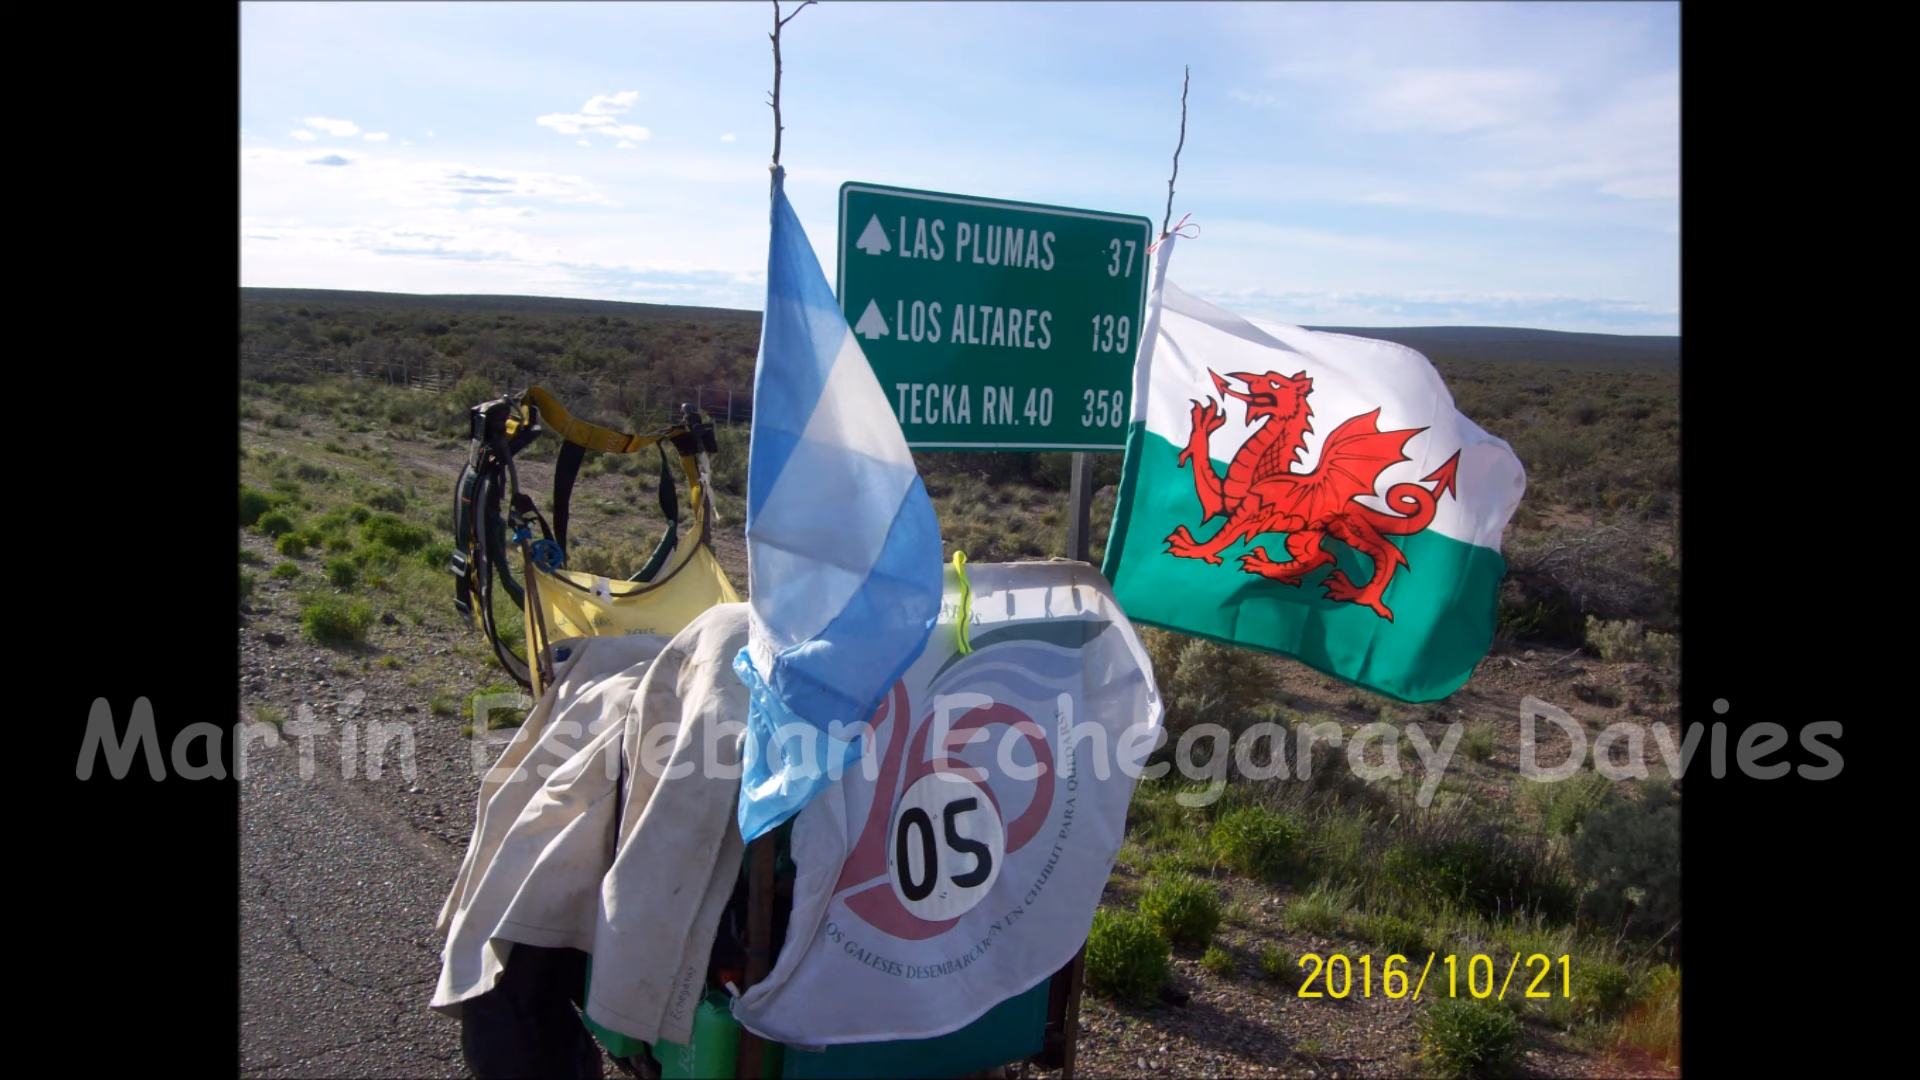 LAS PLUMAS 37
LOS ALTARES 139
TECKA RN.40 358
Martín Esteban Echegaray Davies
05
LOS GALESES DESEMBARCARON EN CHUBUT PARA QUEDARSE
Echegaray
2016/10/21